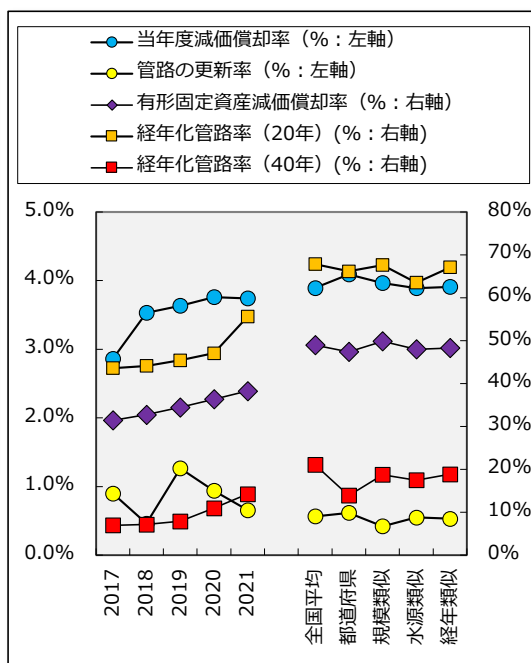 当年度減価償却率（%：左軸）
管路の更新率（%：左軸）
有形固定資産減価償却率（%：右軸）
経年化管路率（20年）(%：右軸)
経年化管路率（40年）(%：右軸)
5.0%
4.0%
3.0%
2.0%
1.0%
0.0%
80%
70%
60%
50%
40%
30%
20%
10%
0%
2017
2018
2019
2020
2021
全国平均
都道府県
規模類似
水源類似
経年類似